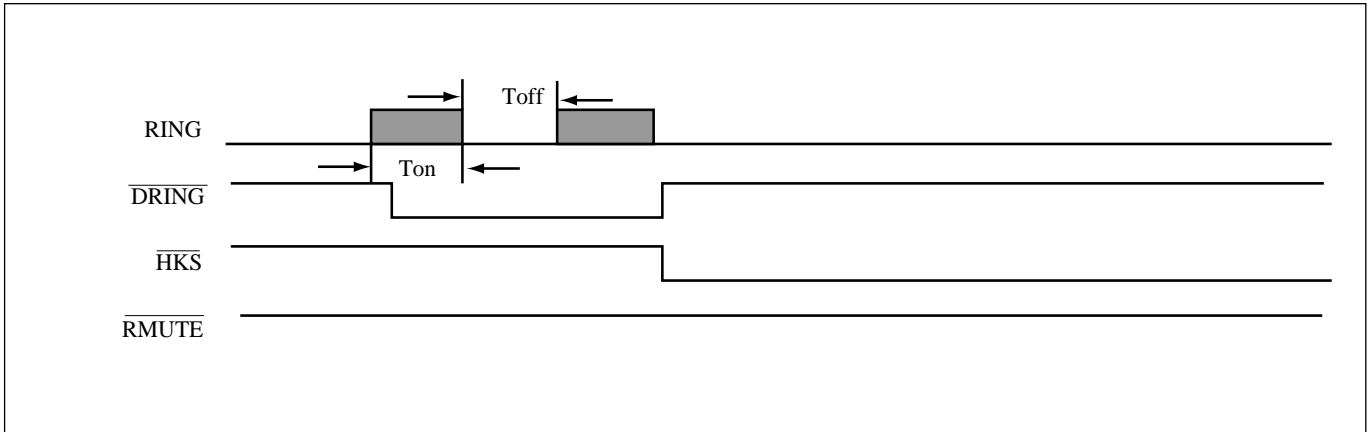 Toff
RING
Ton
DRING
HKS
RMUTE